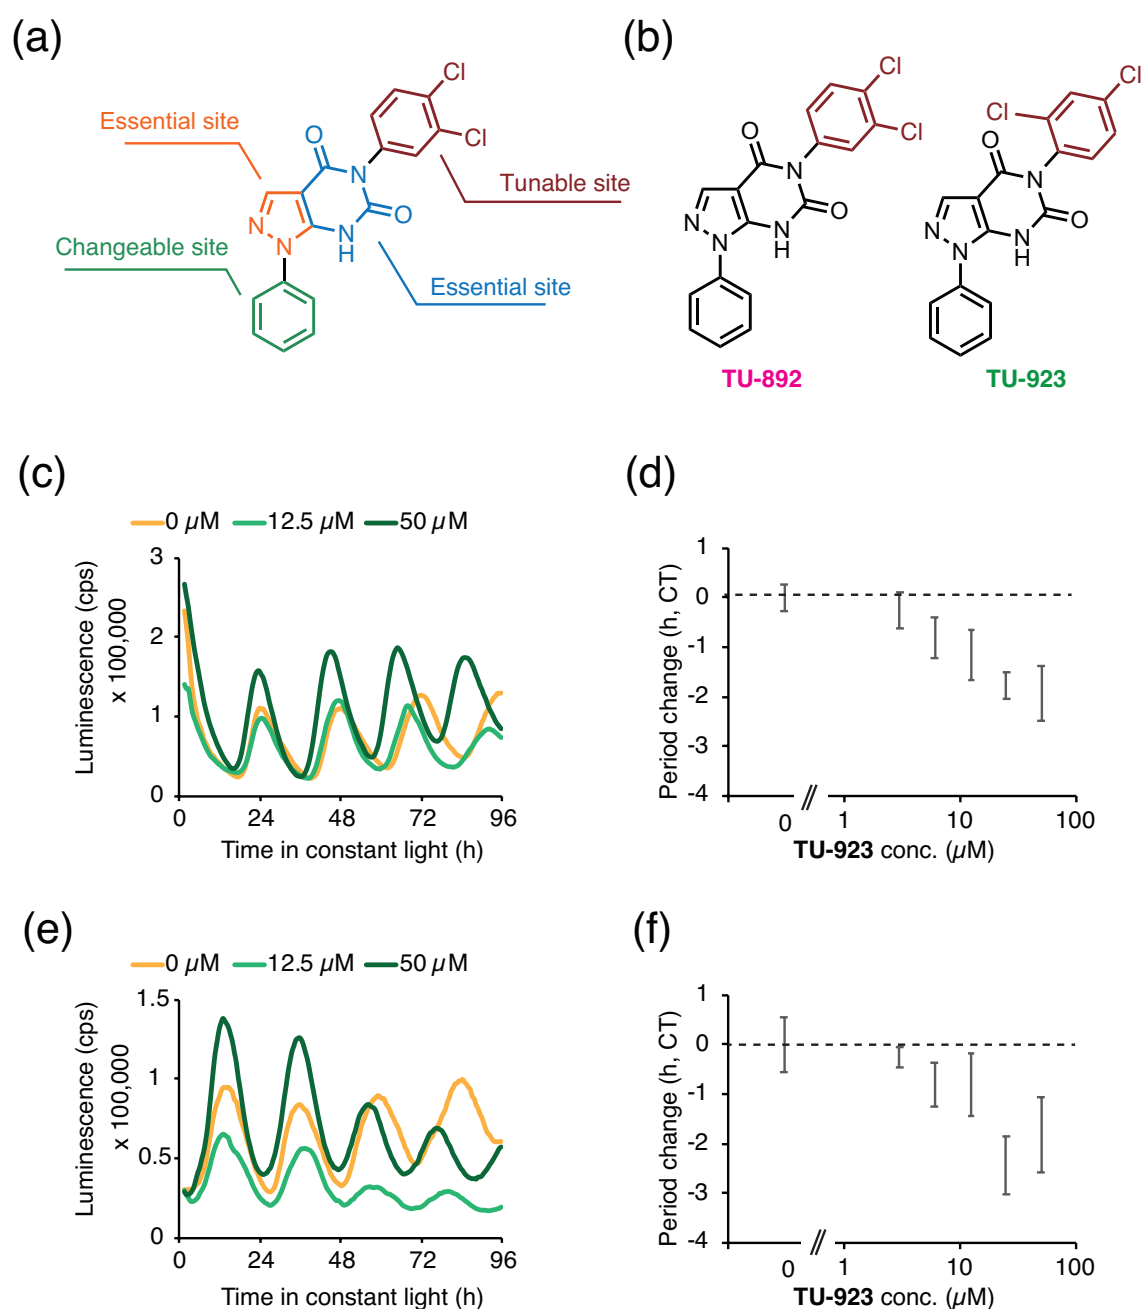 (a)
Essential site
Cl
Cl
O
N
O
N
N
N
H
Tunable site
Changeable site
Essential site
(b)
Cl
Cl
O
N
O
N
N
NH
TU-892
Cl
Cl
O
N
O
N
N
NH
TU-923
(c)
0 µM 12.5 µM 50 µM
Luminescence (cps)
x 100,000
3
2
1
0
0 24 48 72 96
Time in constant light (h)
(d)
Period change (h, CT)
1
0
-1
-2
-3
-4
0 1 10 100
TU-923 conc. (µM)
(e)
0 µM 12.5 µM 50 µM
Luminescence (cps)
x 100,000
1.5
1
0.5
0
0 24 48 72 96
Time in constant light (h)
(f)
Period change (h, CT)
1
0
-1
-2
-3
-4
0 1 10 100
TU-923 conc. (µM)